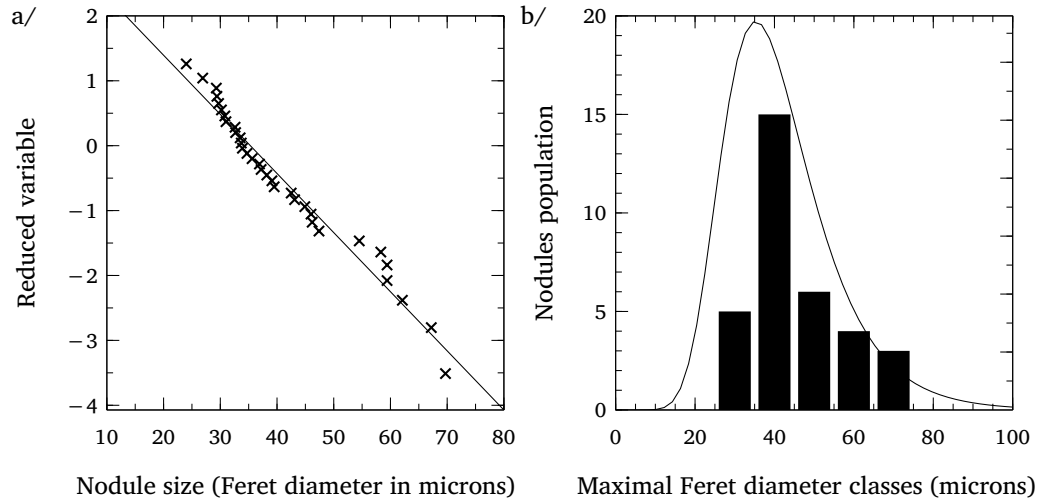 a/
2
1
0
−1
−2
−3
−4
10 20 30 40 50 60 70 80
Reduced variable
Nodule size (Feret diameter in microns)
b/
20
15
10
5
0
0 20 40 60 80 100
Nodules population
Maximal Feret diameter classes (microns)